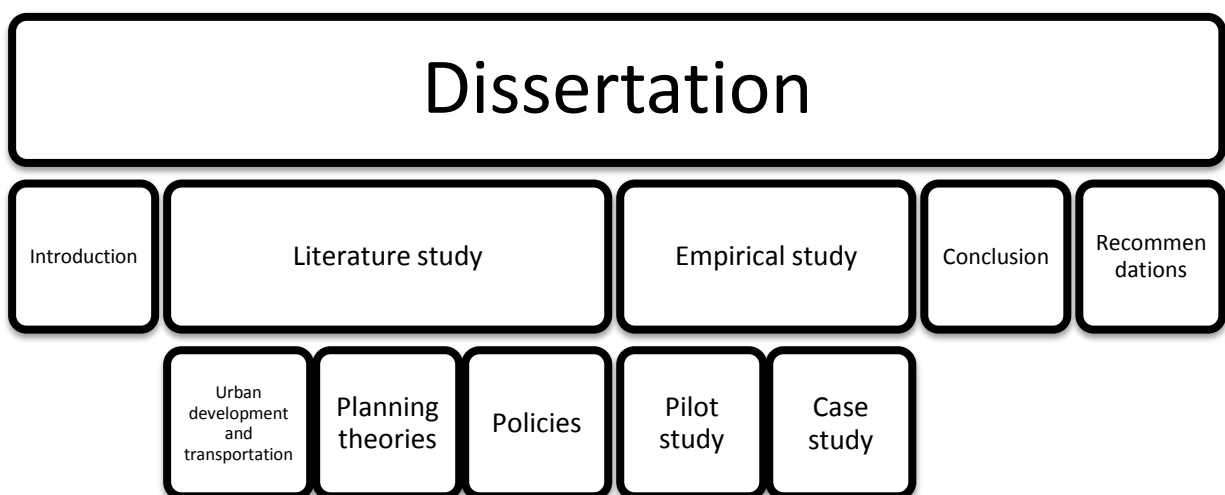 Dissertation
Introduction
Literature study
Empirical study
Conclusion
Recommen
dations
Urban
development
and
transportation
Planning
theories
Policies
Pilot
study
Case
study